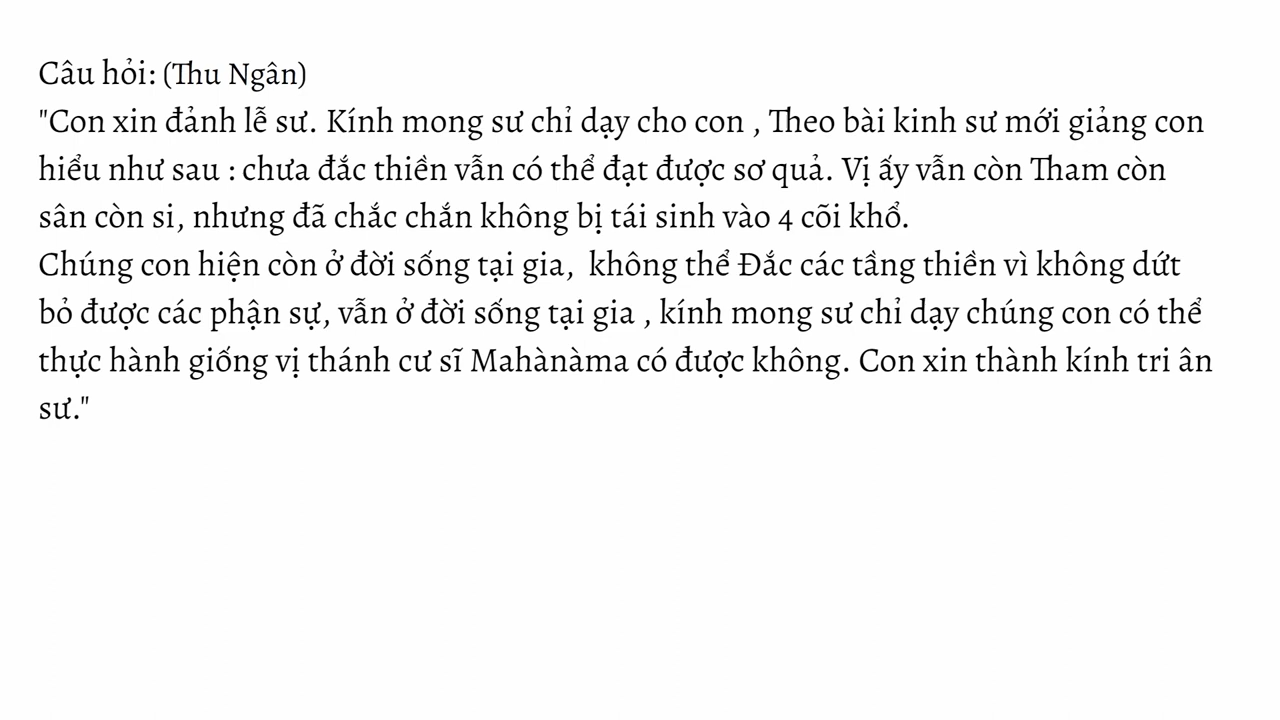 Câu hỏi: (Thu Ngân)
"Con xin đảnh lễ sư. Kính mong sư chỉ dạy cho con , Theo bài kinh sư mới giảng con
hiểu như sau : chưa đắc thiền vẫn có thể đạt được sơ quả. Vị ấy vẫn còn Tham còn
sân còn si, nhưng đã chắc chắn không bị tái sinh vào 4 cõi khổ.
Chúng con hiện còn ở đời sống tại gia,  không thể Đắc các tầng thiền vì không dứt
bỏ được các phận sự, vẫn ở đời sống tại gia , kính mong sư chỉ dạy chúng con có thể
thực hành giống vị thánh cư sĩ Mahànàma có được không. Con xin thành kính tri ân
sư."